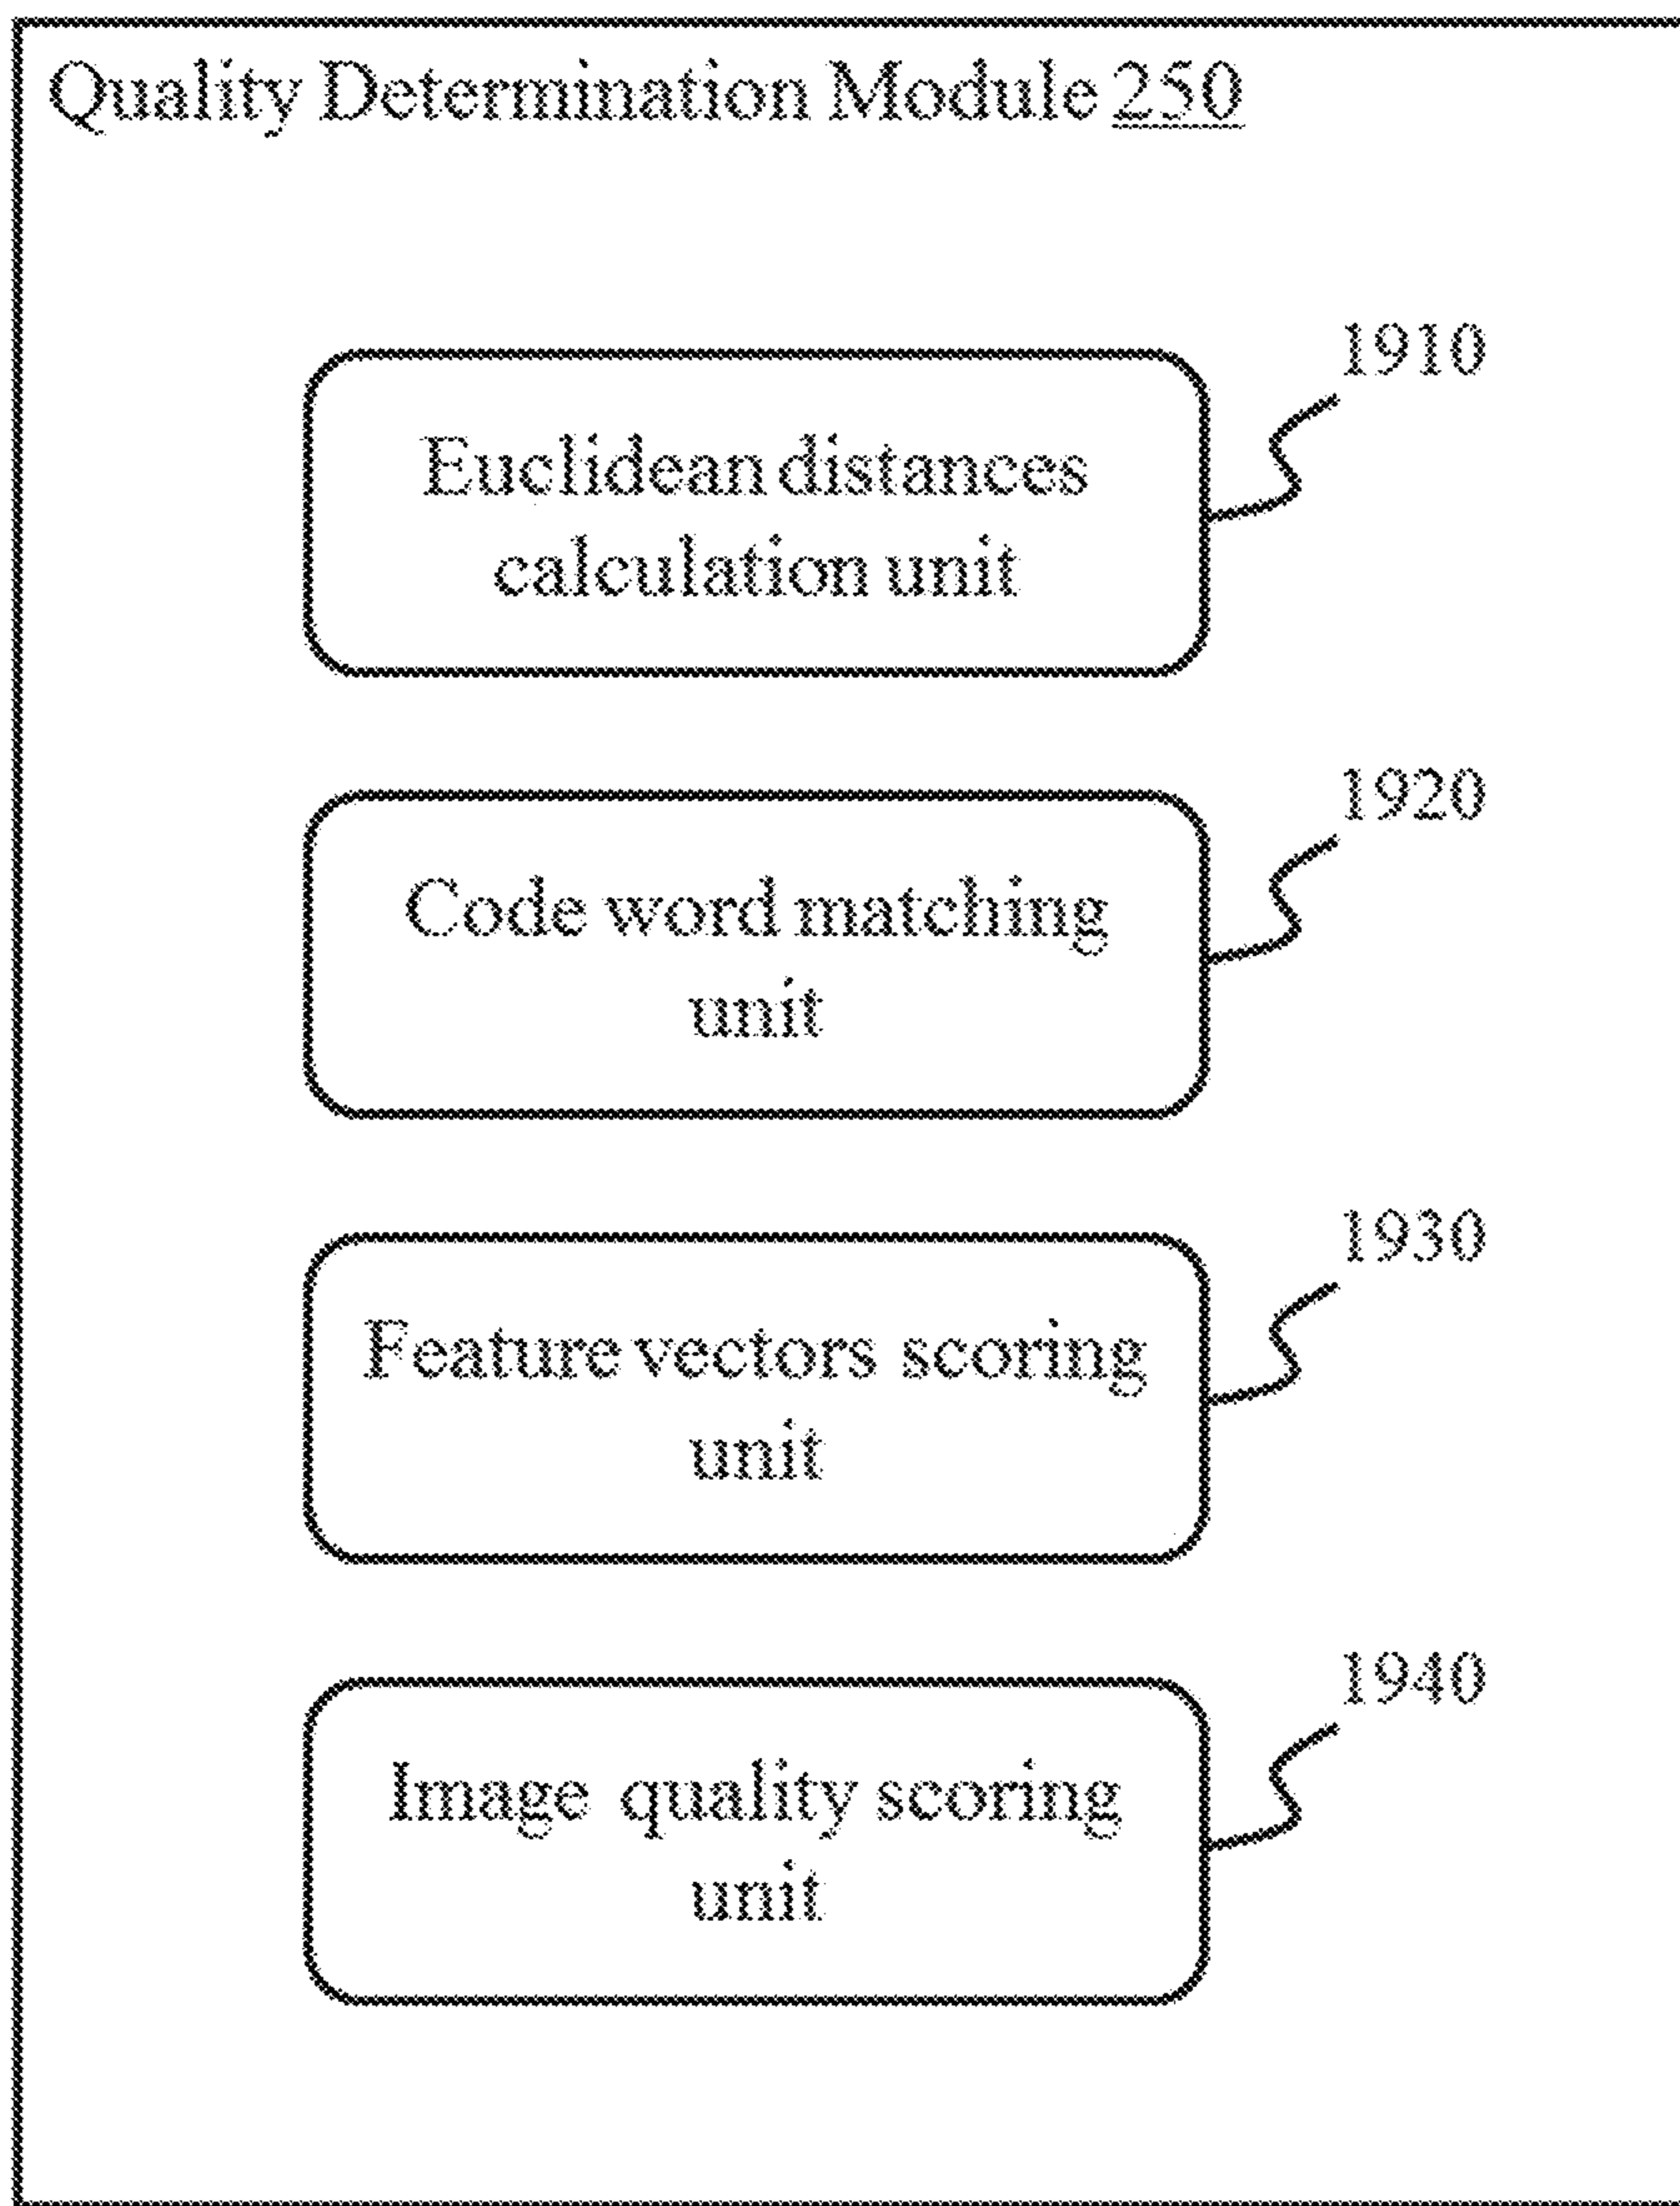 Quality Determination Module 250
1910
Euclidean distances
calculation unit
1920
Code word matching
unit
1930
Feature vectors scoring
unit
1940
Image quality scoring
unit